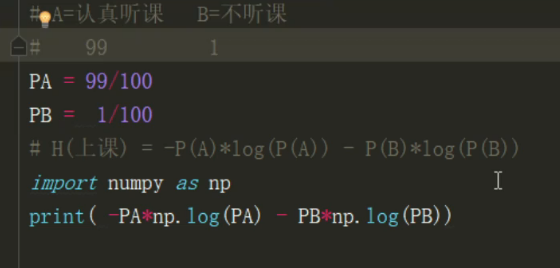 # A=认真听课 B=不听课
# 99 1
PA = 99/100
PB = 1/100
# H(上课) = -P(A)*log(P(A)) - P(B)*log(P(B))
import numpy as np
print( -PA*np.log(PA) - PB*np.log(PB))